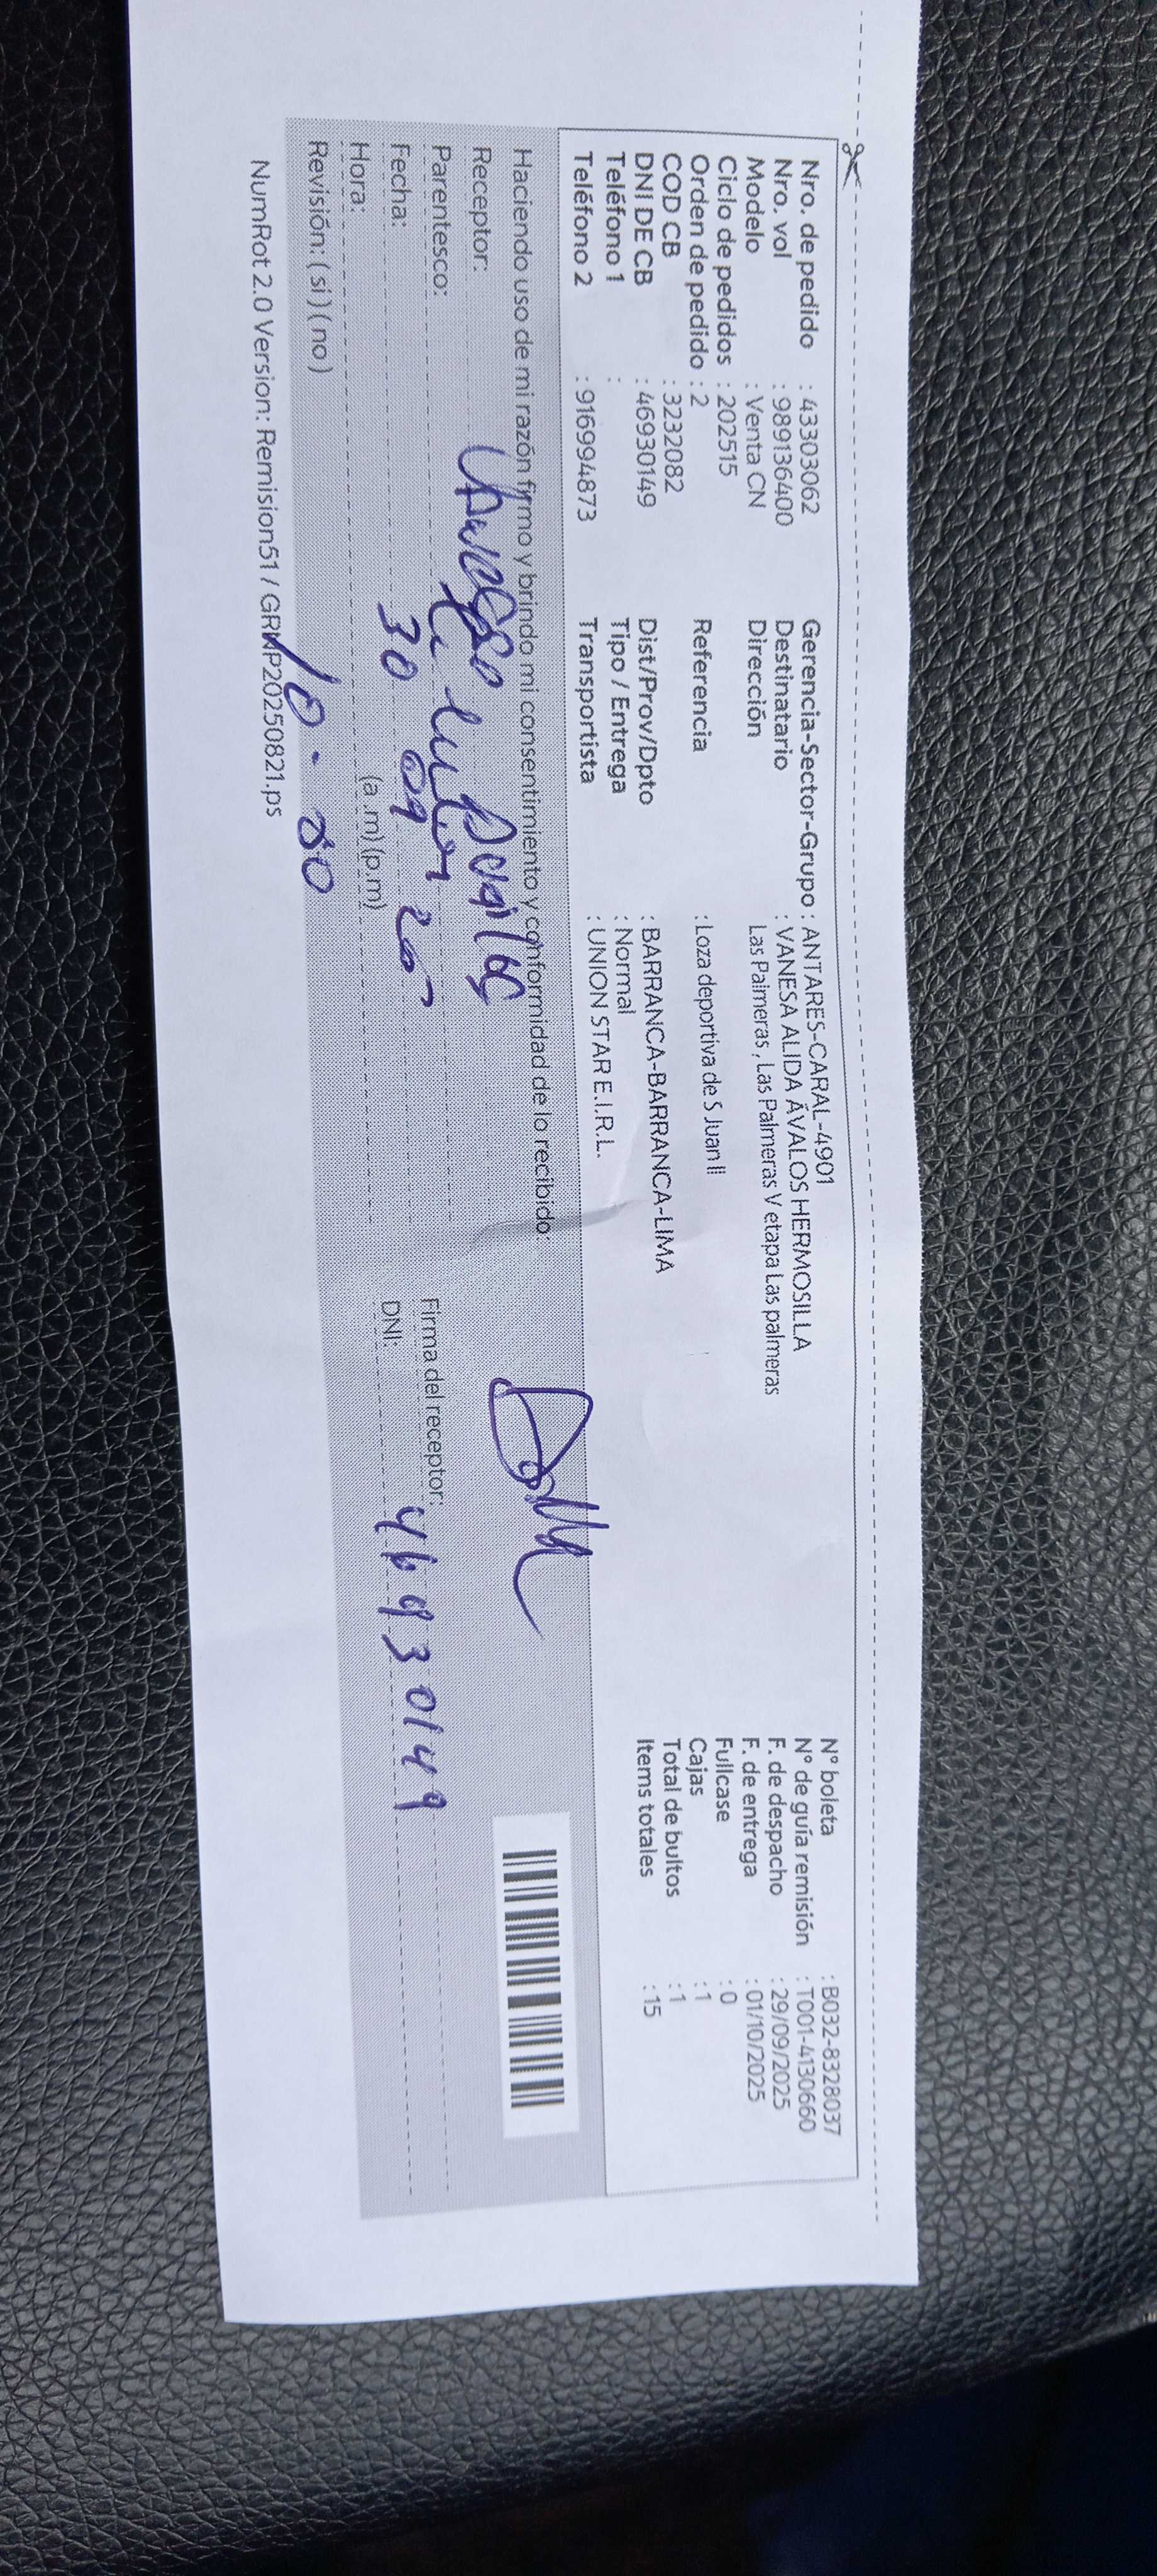 Nro. de pedido : 43303062
Nro. vol : 989136400
Modelo : Venta CN
Ciclo de pedidos : 202515
Orden de pedido : 2
COD CB : 3232082
DNI DE CB : 46930149
Teléfono 1 :
Teléfono 2 : 916994873
Gerencia-Sector-Grupo : ANTARES-CARAL-4901
Destinatario : VANESA ALIDA ÁVALOS HERMOSILLA
Dirección : Las Palmeras , Las Palmeras V etapa Las palmeras
Referencia : Loza deportiva de S Juan II
Dist/Prov/Dpto : BARRANCA-BARRANCA-LIMA
Tipo / Entrega : Normal
Transportista : UNION STAR E.I.R.L.
N° boleta : B032-8328037
N° de guía remisión : T001-4130660
F. de despacho : 29/09/2025
F. de entrega : 01/10/2025
Fullcase : 0
Cajas : 1
Total de bultos : 1
Items totales : 15
Haciendo uso de mi razón firmo y brindo mi consentimiento y conformidad de lo recibido:
Receptor:
Parentesco:
Fecha: 30 09 25
Hora: (a.m)(p.m)
Revisión: ( si ) ( no )
Firma del receptor:
DNI: 46930149
NumRot 2.0 Version: Remision51 / GRNP20250821.ps